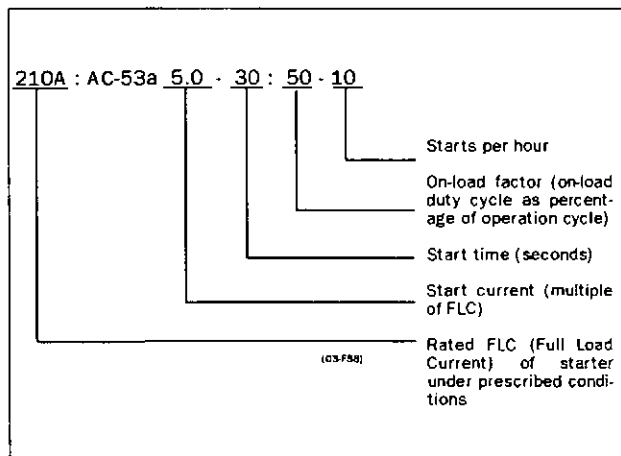 210A : AC-53a 5.0 - 30 : 50 - 10
Starts per hour
On-load factor (on-load
duty cycle as percent-
age of operation cycle)
Start time (seconds)
Start current (multiple
of FLC)
Rated FLC (Full Load
Current) of starter
under prescribed condi-
tions